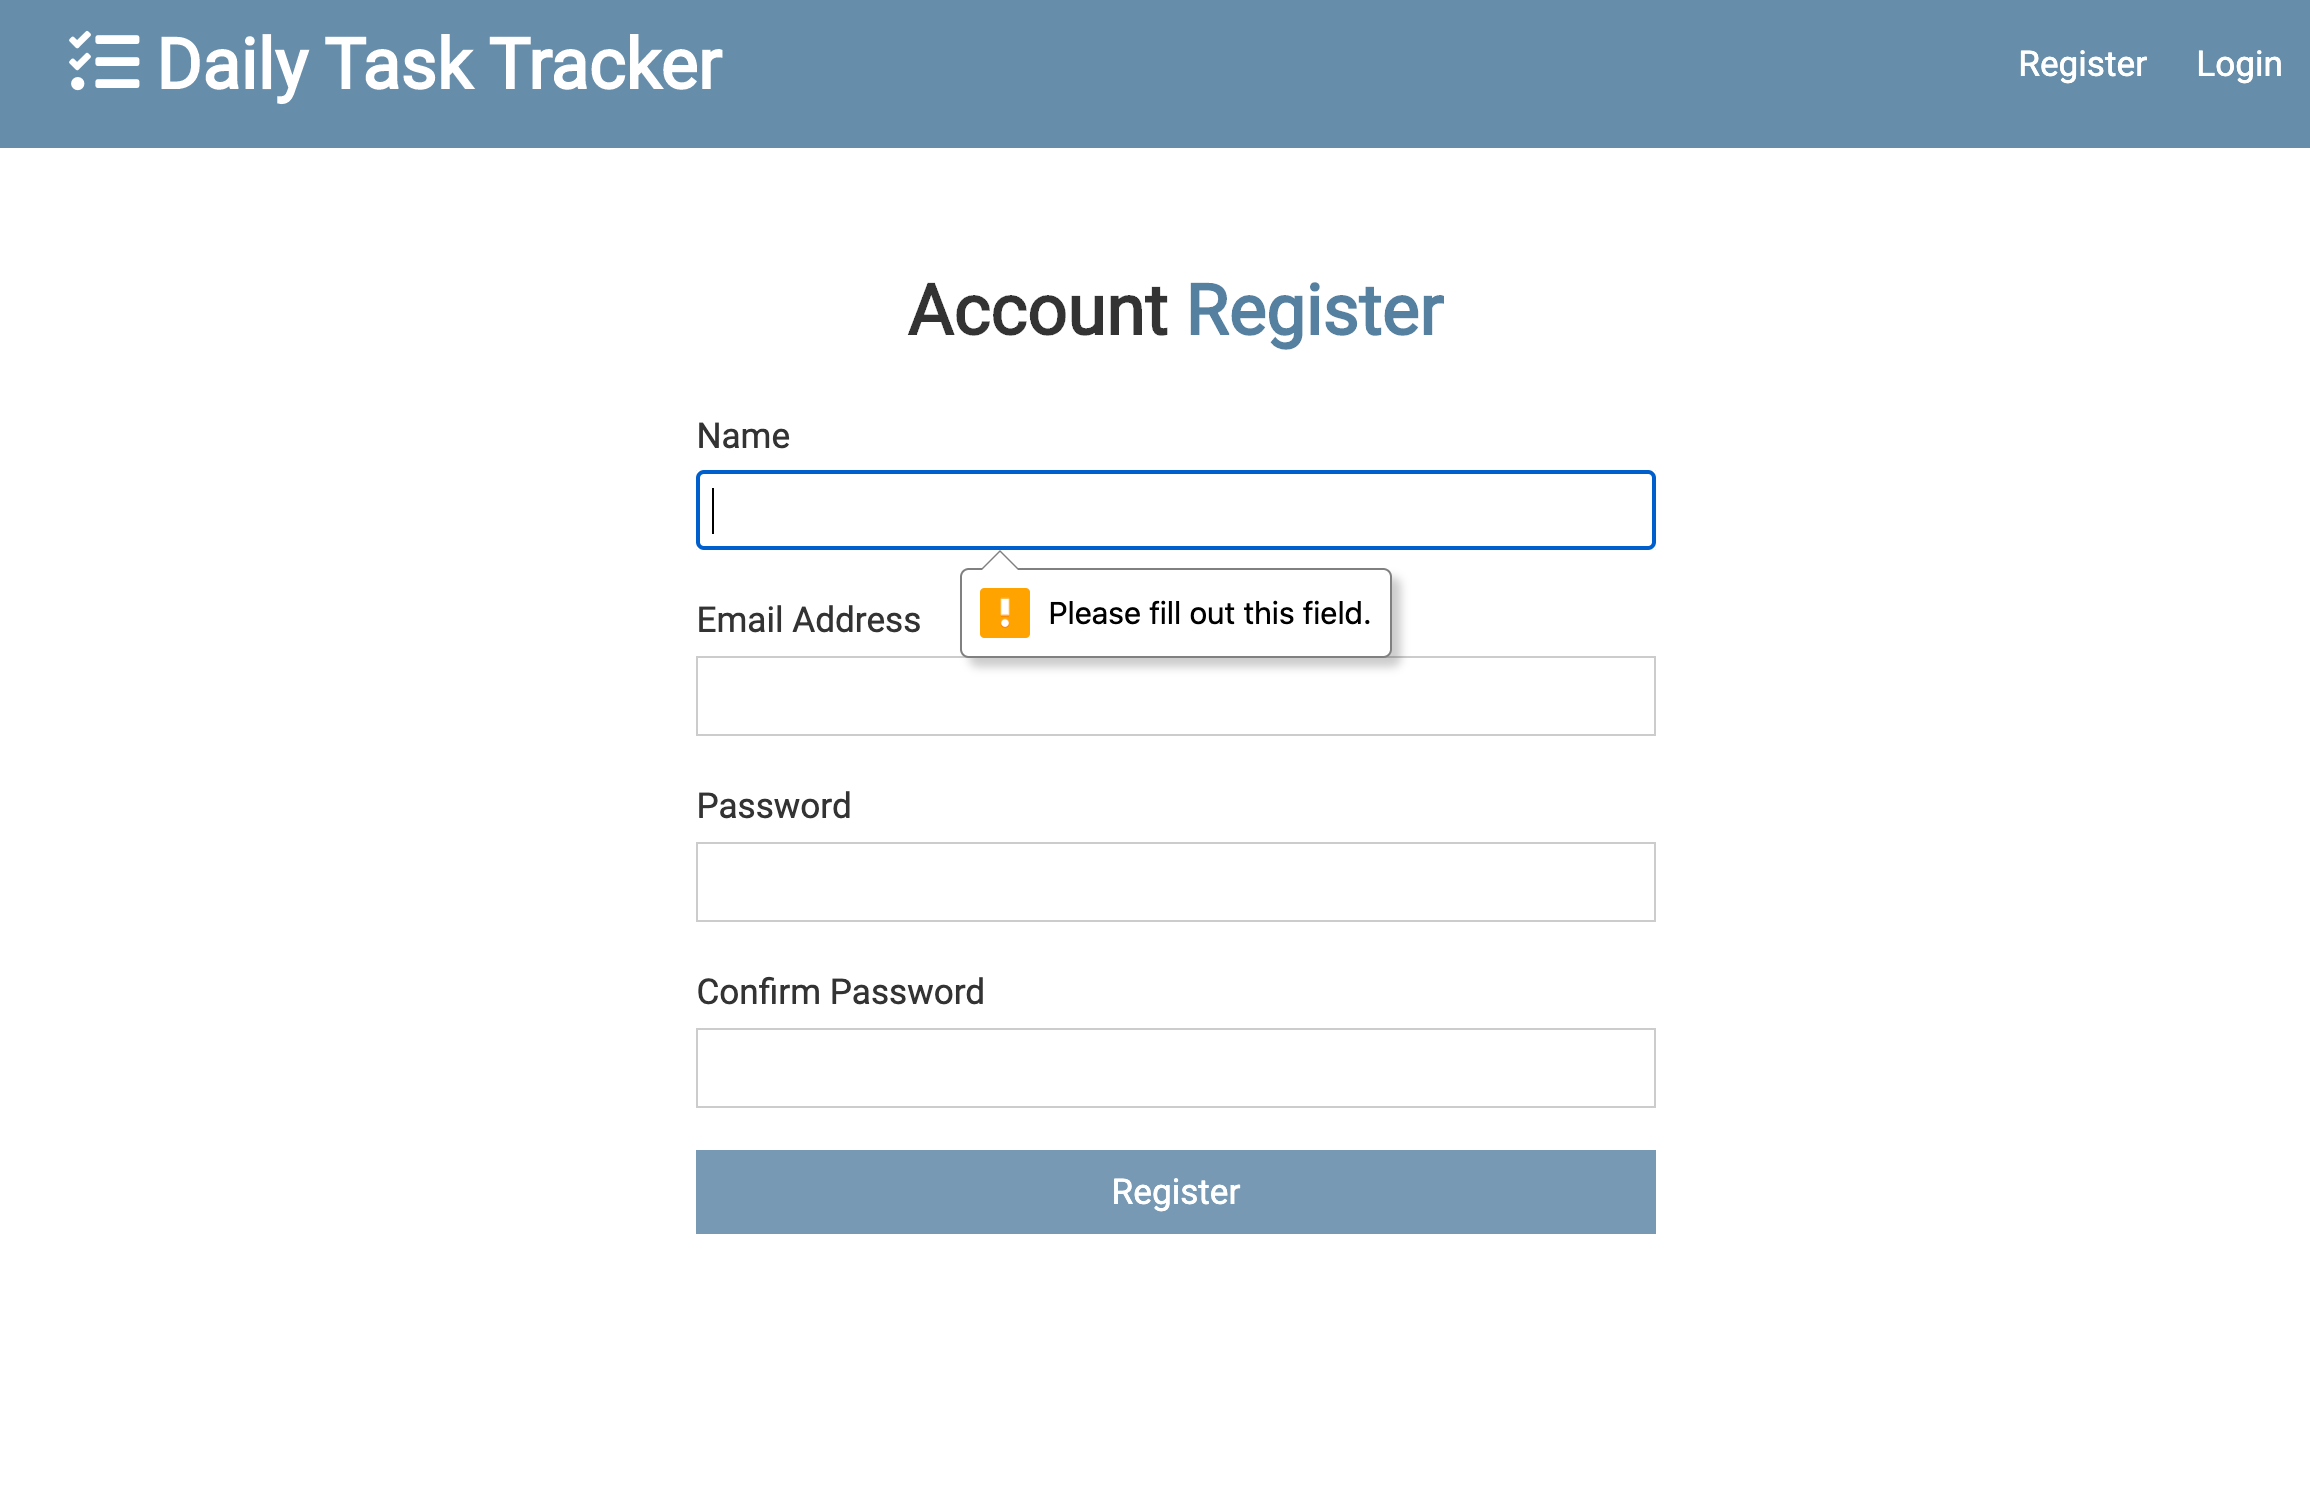 Daily Task Tracker
Register Login
Account Register
Name
Please fill out this field.
Email Address
Password
Confirm Password
Register